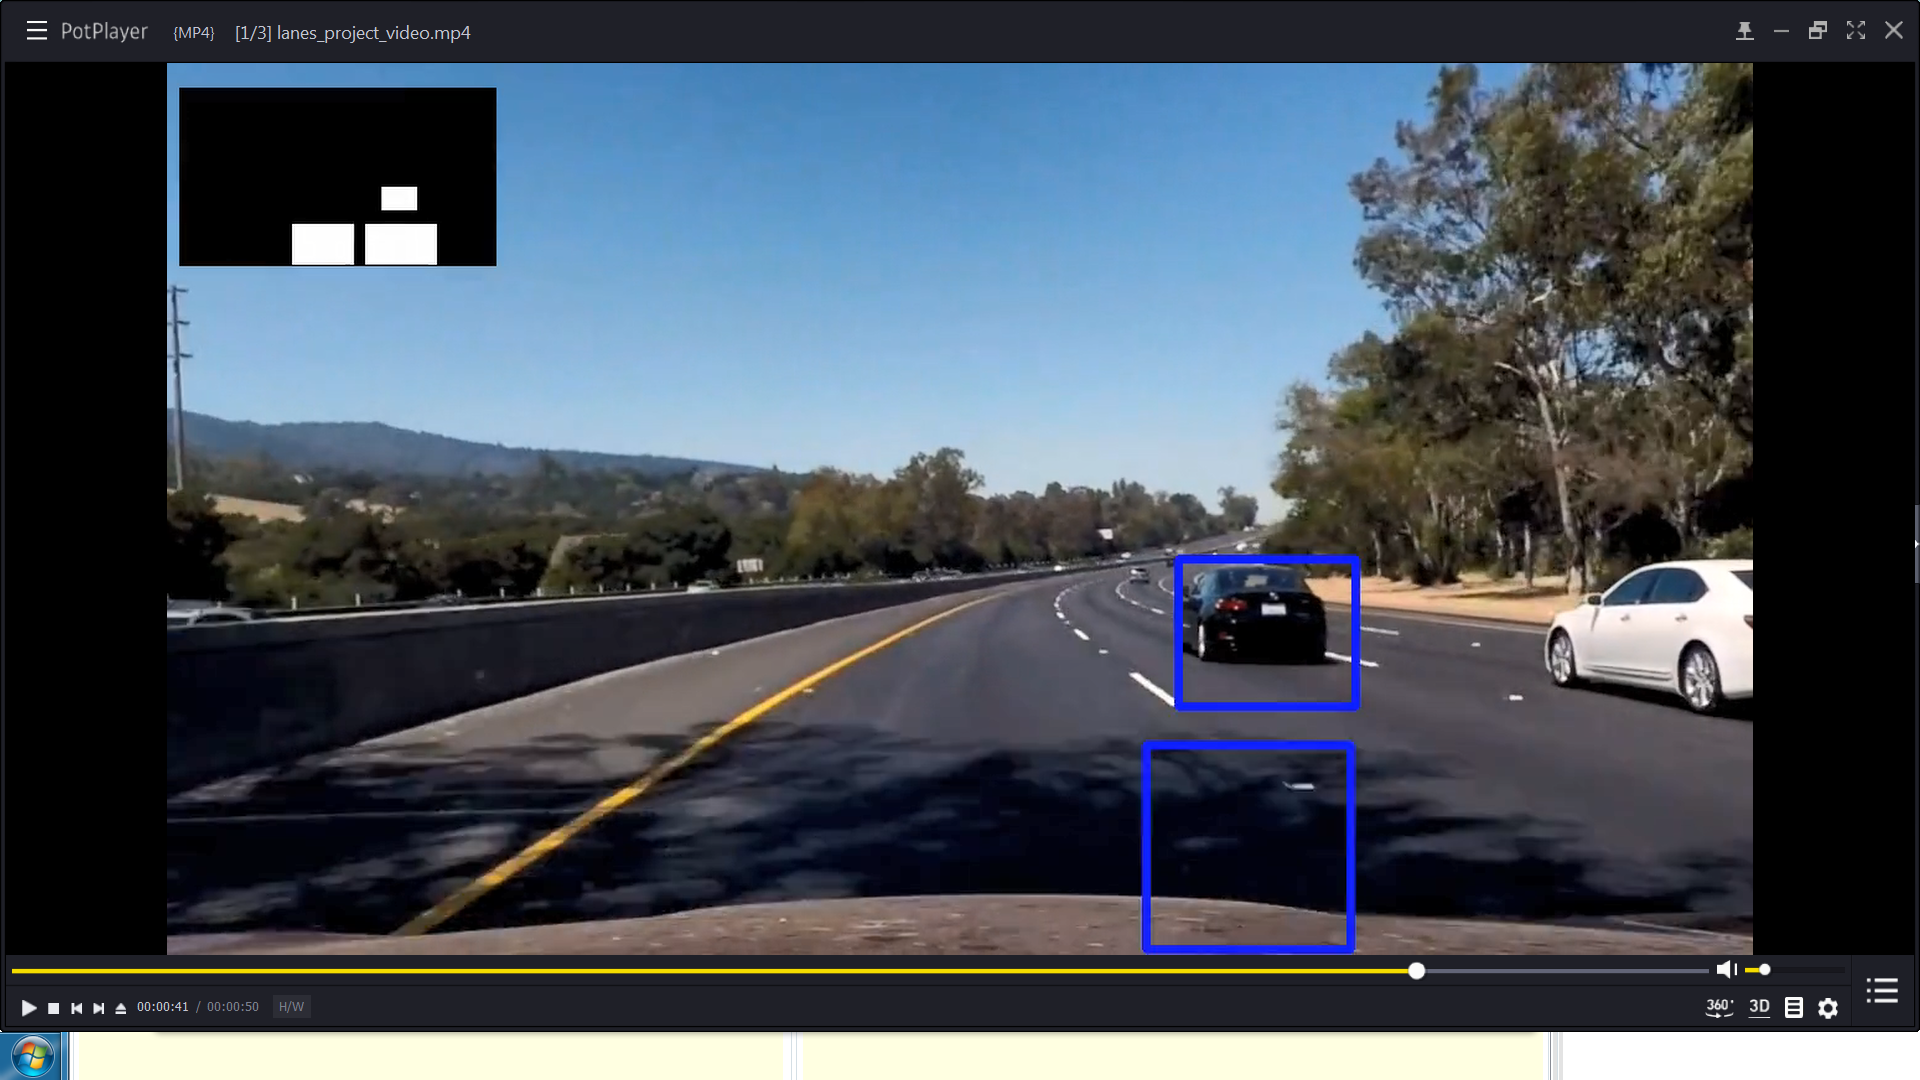 PotPlayer {MP4} [1/3] lanes_project_video.mp4
00:00:41 / 00:00:50 H/W
360° 3D